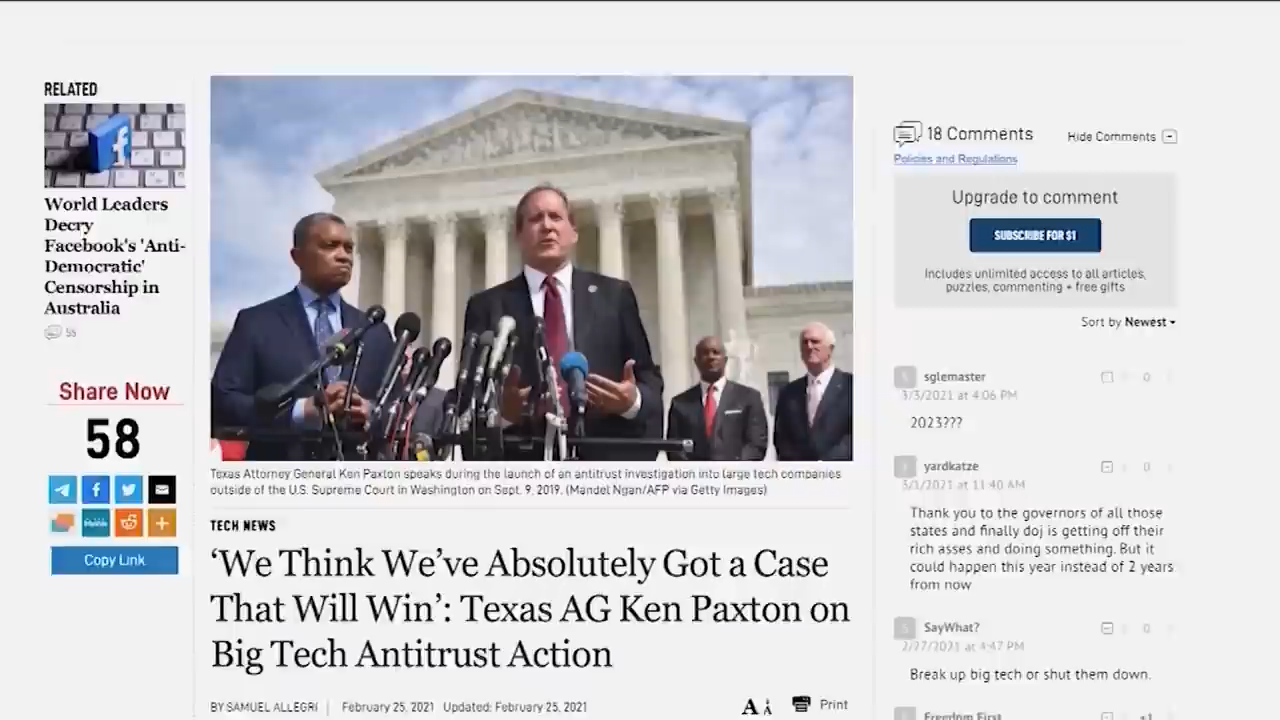 RELATED
World Leaders
Decry
Facebook's 'Anti-
Democratic'
Censorship in
Australia
Share Now
58
Copy Link
Texas Attorney General Ken Paxton speaks during the launch of an antitrust investigation into large tech companies
outside of the U.S. Supreme Court in Washington on Sept. 9, 2019. (Mandel Ngan/AFP via Getty Images)
TECH NEWS
‘We Think We’ve Absolutely Got a Case
That Will Win’: Texas AG Ken Paxton on
Big Tech Antitrust Action
BY SAMUEL ALLEGRI | February 25, 2021 Updated: February 25, 2021
A A Print
18 Comments Hide Comments
Policies and Regulations
Upgrade to comment
SUBSCRIBE FOR $1
Includes unlimited access to all articles,
puzzles, commenting + free gifts
Sort by Newest
sglemaster 0
3/3/2021 at 4:06 PM
2023???
yardkatze 0
3/1/2021 at 11:40 AM
Thank you to the governors of all those
states and finally doj is getting off their
rich asses and doing something. But it
could happen this year instead of 2 years
from now
SayWhat? 0
2/27/2021 at 4:47 PM
Break up big tech or shut them down.
Freedom First +1